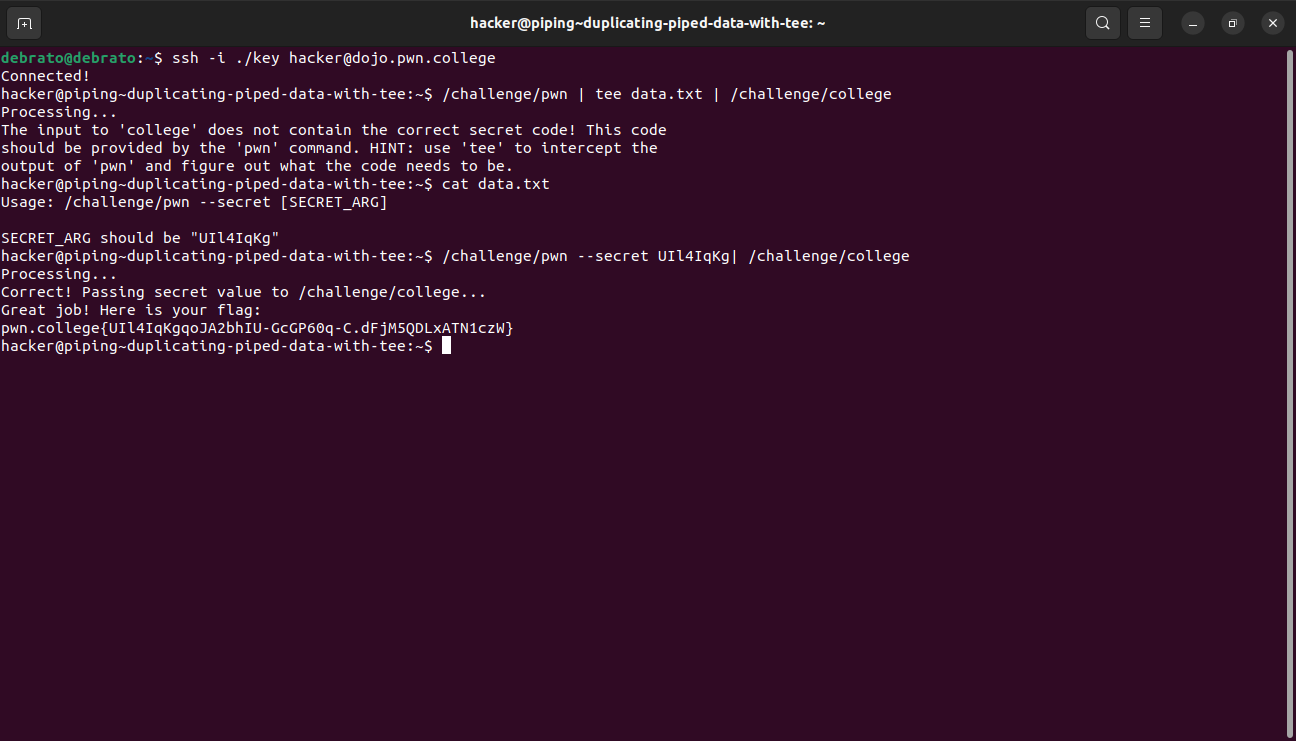 hacker@piping~duplicating-piped-data-with-tee: ~
debrato@debrato:~$ ssh -i ./key hacker@dojo.pwn.college
Connected!
hacker@piping~duplicating-piped-data-with-tee:~$ /challenge/pwn | tee data.txt | /challenge/college
Processing...
The input to 'college' does not contain the correct secret code! This code
should be provided by the 'pwn' command. HINT: use 'tee' to intercept the
output of 'pwn' and figure out what the code needs to be.
hacker@piping~duplicating-piped-data-with-tee:~$ cat data.txt
Usage: /challenge/pwn --secret [SECRET_ARG]
SECRET_ARG should be "UIl4IqKg"
hacker@piping~duplicating-piped-data-with-tee:~$ /challenge/pwn --secret UIl4IqKg| /challenge/college
Processing...
Correct! Passing secret value to /challenge/college...
Great job! Here is your flag:
pwn.college{UIl4IqKgqoJA2bhIU-GcGP60q-C.dFjM5QDLxATN1czW}
hacker@piping~duplicating-piped-data-with-tee:~$